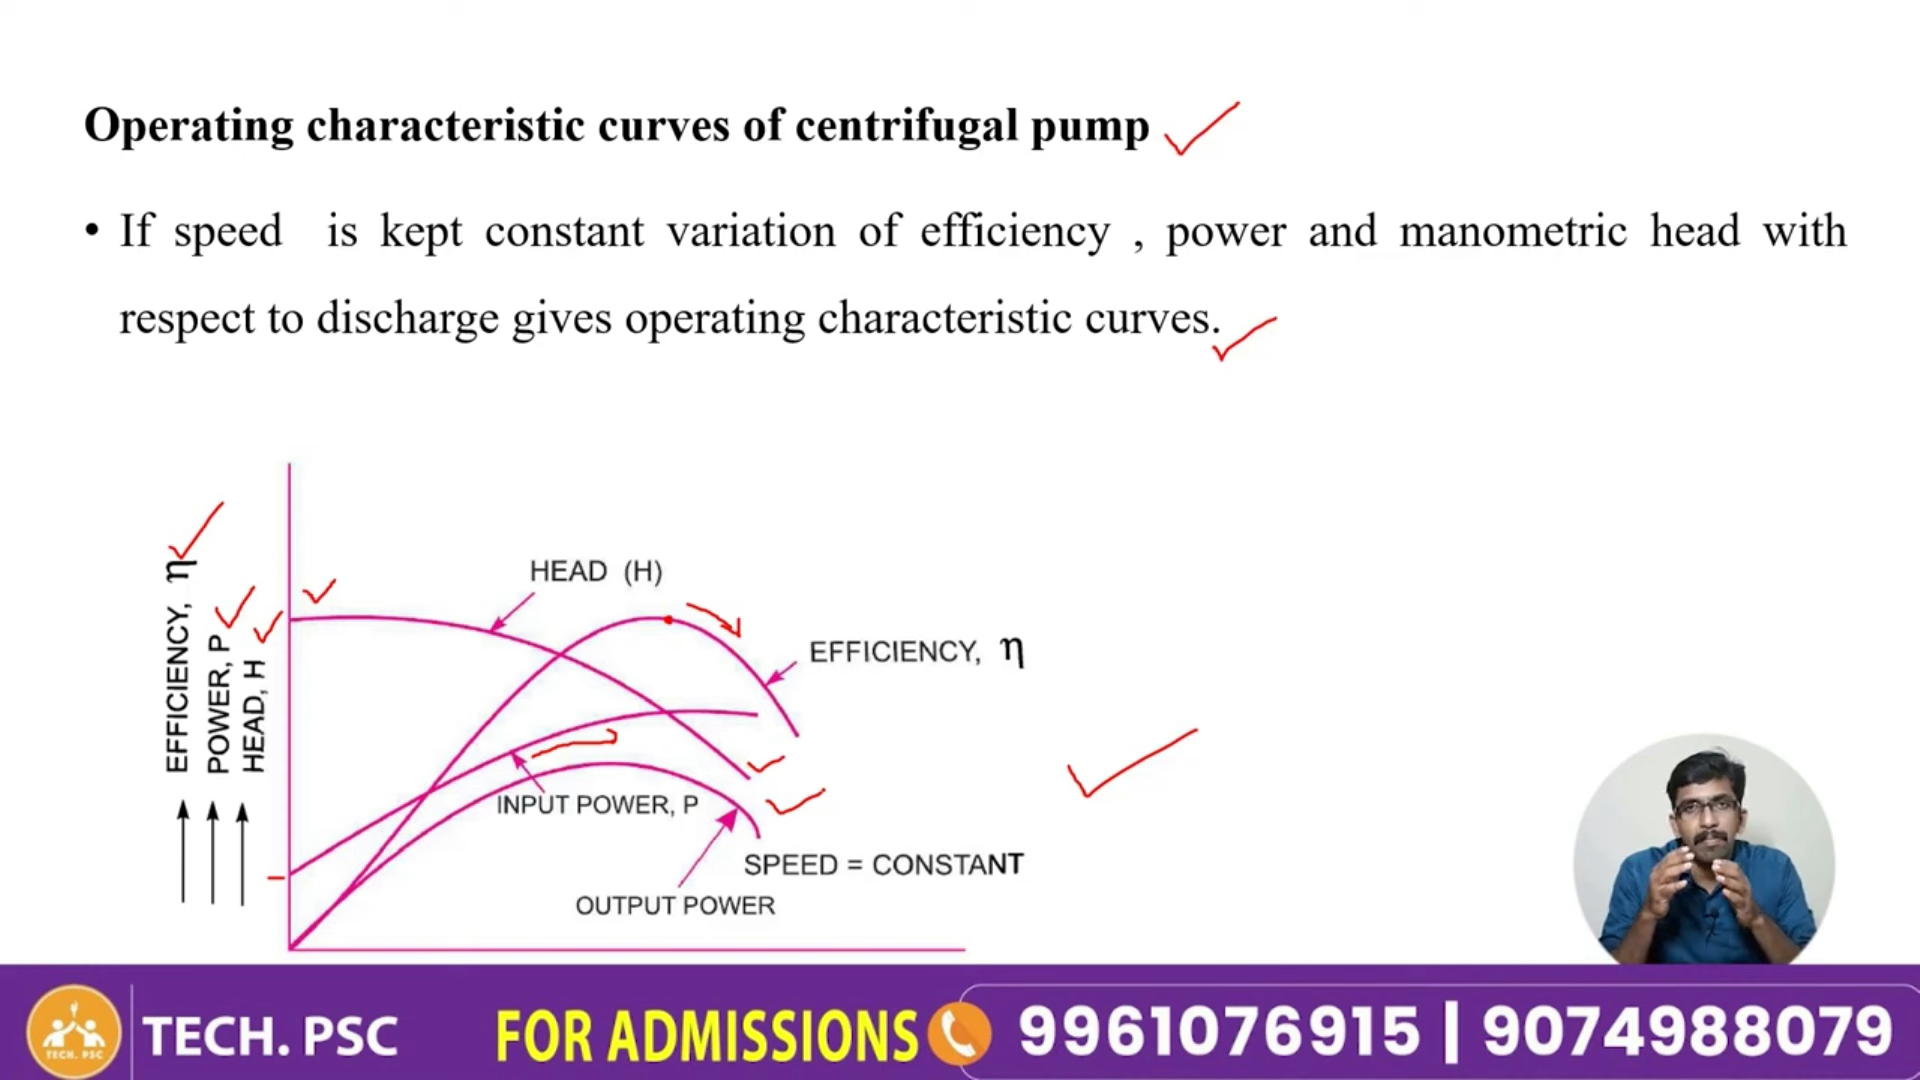 Operating characteristic curves of centrifugal pump
• If speed is kept constant variation of efficiency , power and manometric head with
respect to discharge gives operating characteristic curves.
EFFICIENCY, η
POWER, P
HEAD, H
HEAD (H)
EFFICIENCY, η
INPUT POWER, P
SPEED = CONSTANT
OUTPUT POWER
TECH. PSC
TECH. PSC
FOR ADMISSIONS
9961076915 | 9074988079